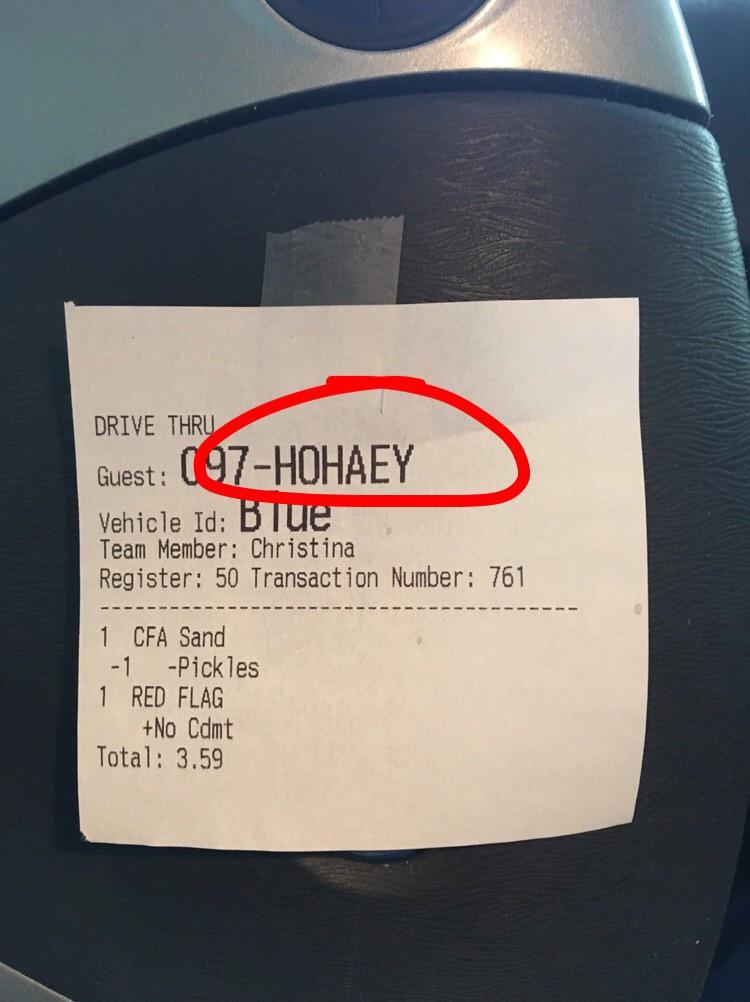 DRIVE THRU
Guest: 097-HOHAEY
Vehicle Id: Blue
Team Member: Christina
Register: 50 Transaction Number: 761
---------------------------------------
1 CFA Sand
-1 -Pickles
1 RED FLAG
+No Cdmt
Total: 3.59